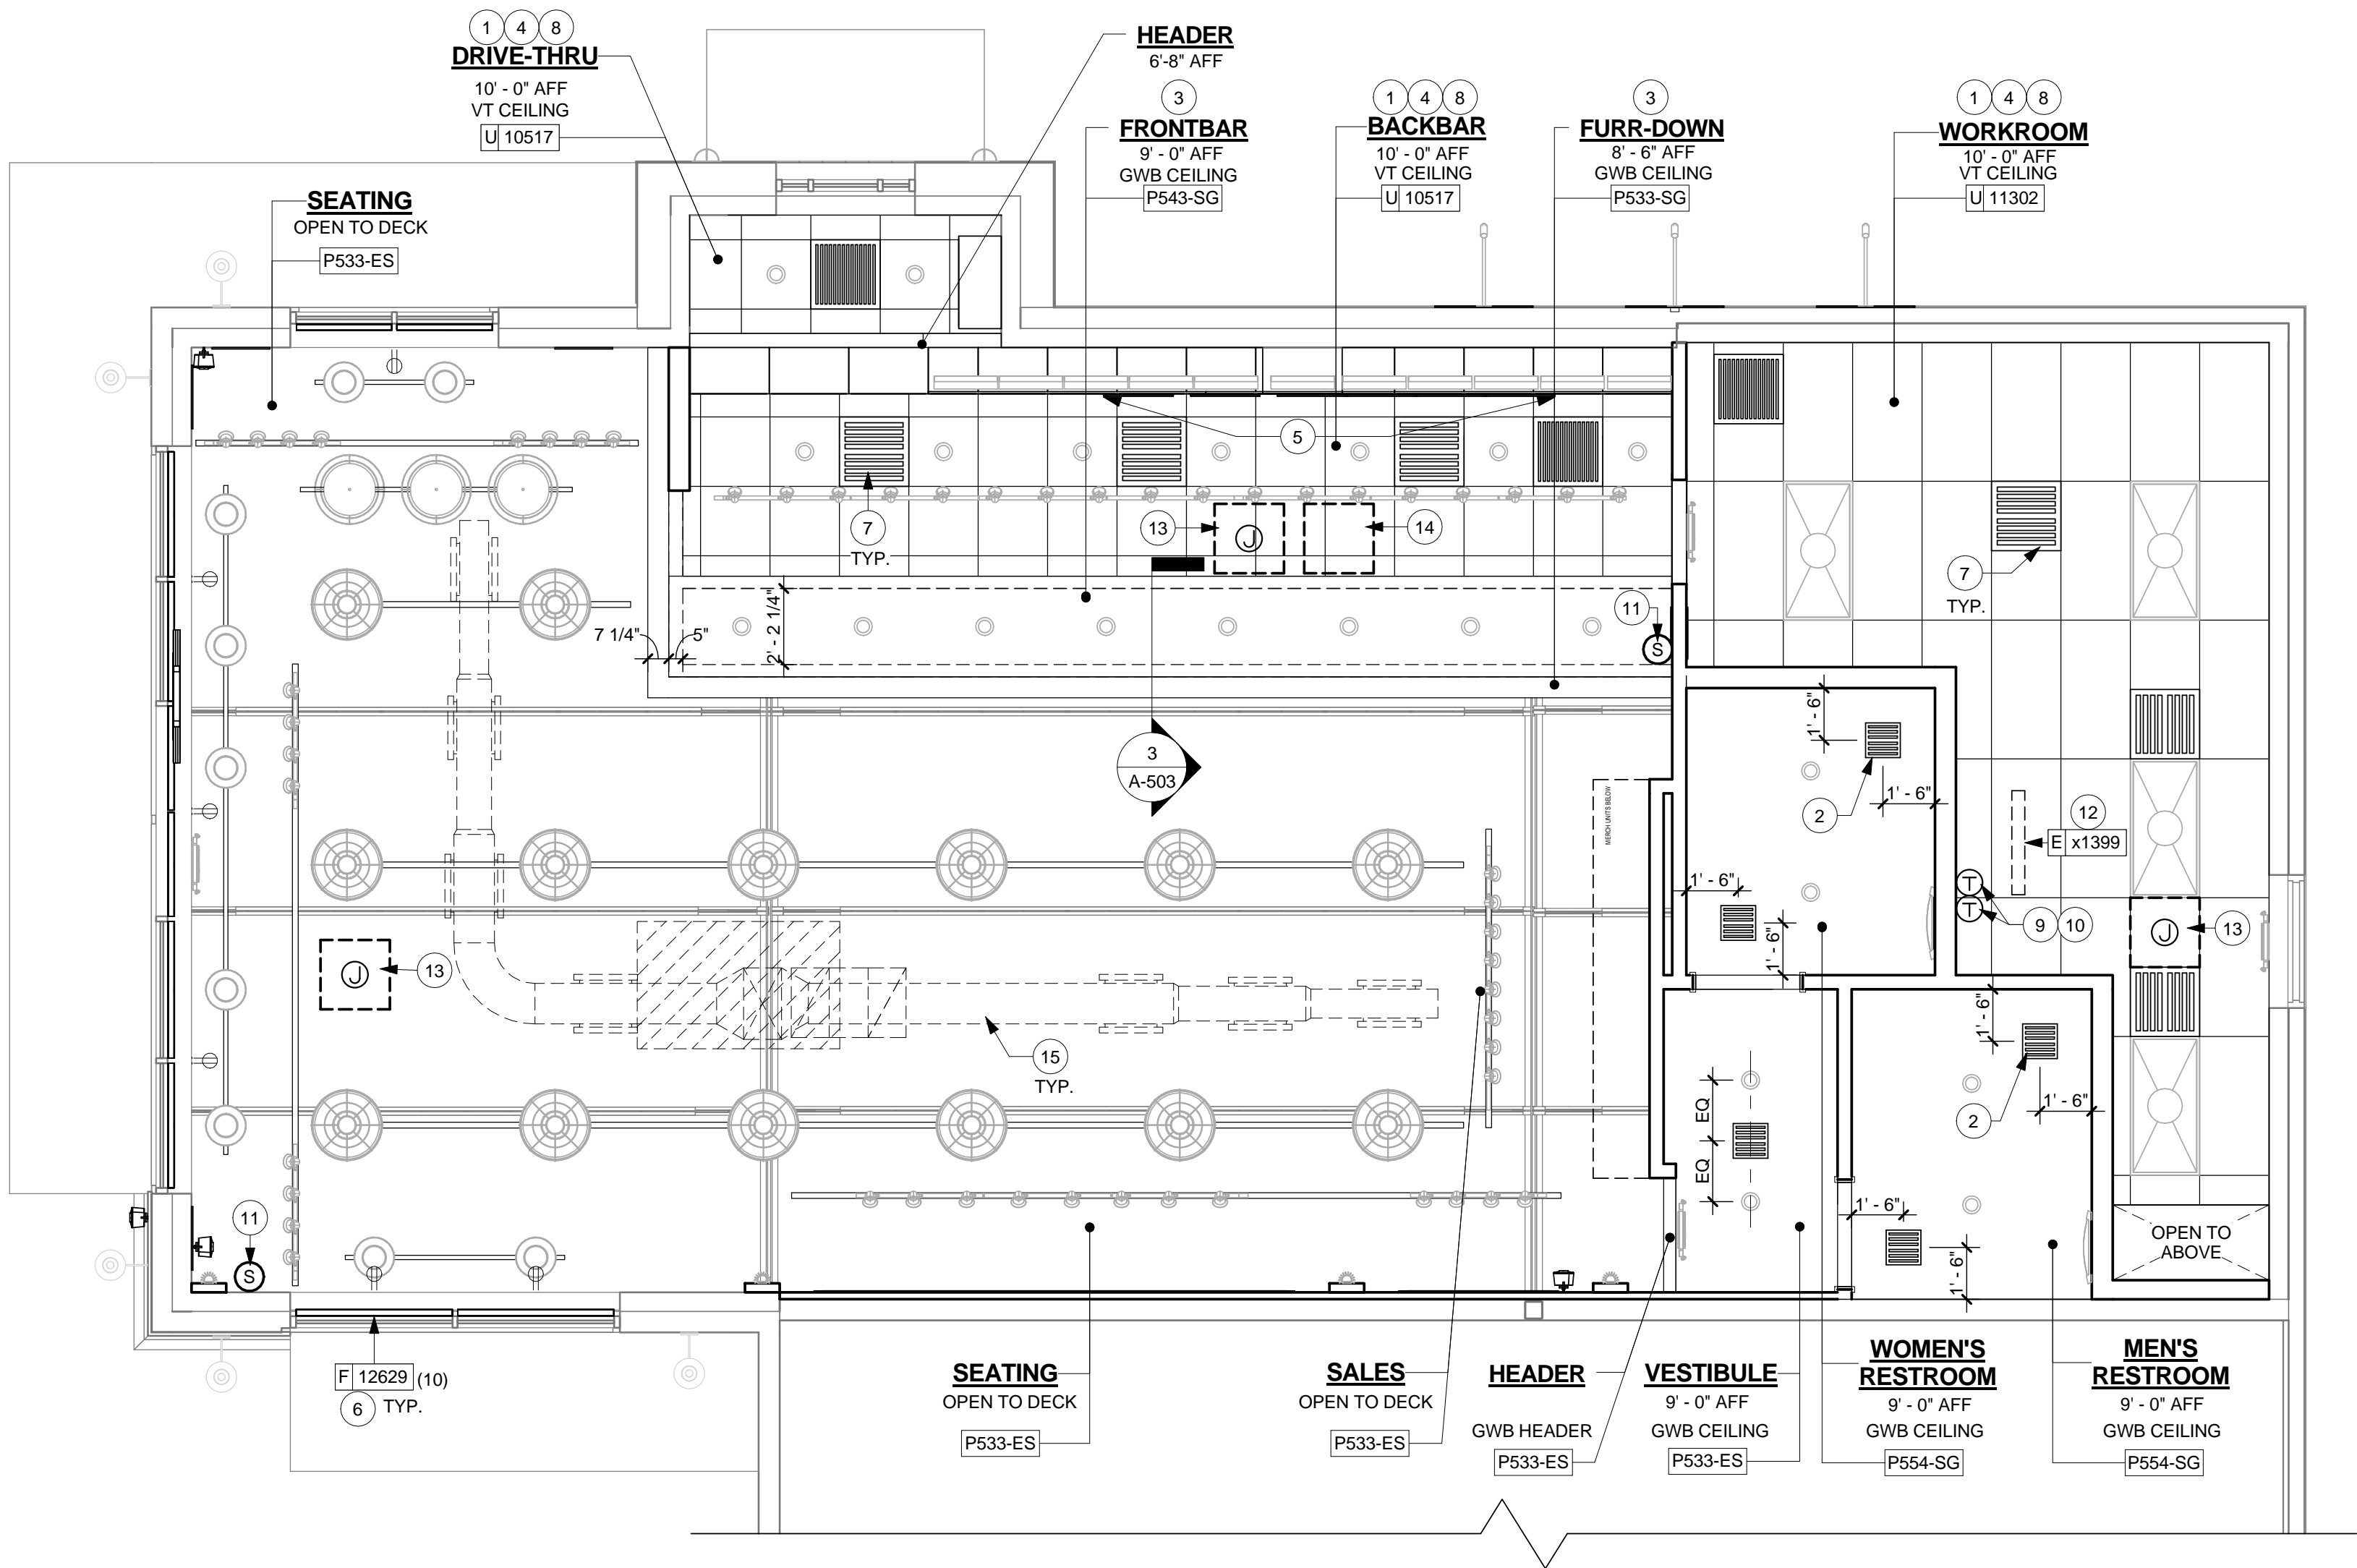 1 4 8
DRIVE-THRU
10' - 0" AFF
VT CEILING
U 10517
HEADER
6'-8" AFF
3
FRONTBAR
9' - 0" AFF
GWB CEILING
P543-SG
1 4 8
BACKBAR
10' - 0" AFF
VT CEILING
U 10517
3
FURR-DOWN
8' - 6" AFF
GWB CEILING
P533-SG
1 4 8
WORKROOM
10' - 0" AFF
VT CEILING
U 11302
SEATING
OPEN TO DECK
P533-ES
5
7
TYP.
13
J
14
7
TYP.
7 1/4"
5"
2' - 2 1/4"
11
S
1' - 6"
3
A-503
MERCH UNITS BELOW
2
1' - 6"
12
E x1399
1' - 6"
T
T
9 10
1' - 6"
J
13
J
13
1' - 6"
15
TYP.
EQ
EQ
2
1' - 6"
1' - 6"
1' - 6"
11
S
OPEN TO
ABOVE
F 12629 (10)
6 TYP.
SEATING
OPEN TO DECK
P533-ES
SALES
OPEN TO DECK
P533-ES
HEADER
GWB HEADER
P533-ES
VESTIBULE
9' - 0" AFF
GWB CEILING
P533-ES
WOMEN'S
RESTROOM
9' - 0" AFF
GWB CEILING
P554-SG
MEN'S
RESTROOM
9' - 0" AFF
GWB CEILING
P554-SG